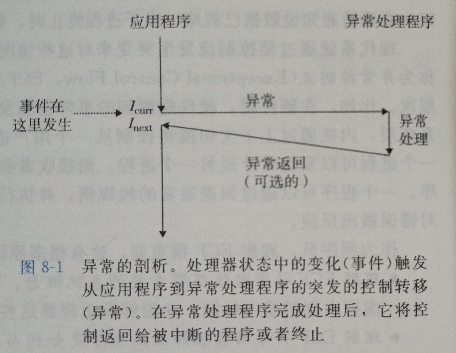 应用程序 异常处理程序
事件在
这里发生
Icurr
Inext
异常
异常
处理
异常返回
(可选的)
图 8-1 异常的剖析。处理器状态中的变化(事件)触发
从应用程序到异常处理程序的突发的控制转移
(异常)。在异常处理程序完成处理后，它将控
制返回给被中断的程序或者终止